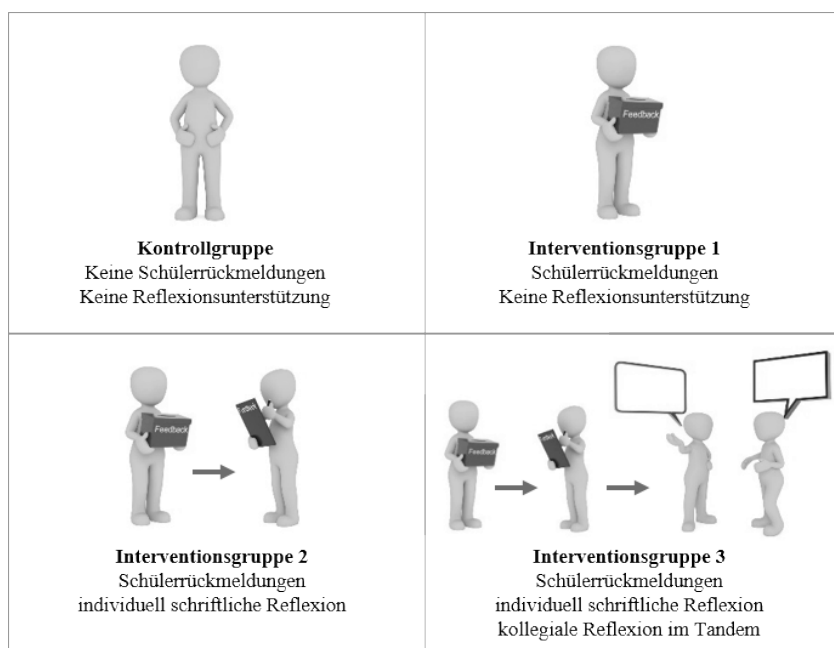 Kontrollgruppe
Keine Schülerrückmeldungen
Keine Reflexionsunterstützung
Feedback
Interventionsgruppe 1
Schülerrückmeldungen
Keine Reflexionsunterstützung
Feedback
Interventionsgruppe 2
Schülerrückmeldungen
individuell schriftliche Reflexion
Feedback
Interventionsgruppe 3
Schülerrückmeldungen
individuell schriftliche Reflexion
kollegiale Reflexion im Tandem